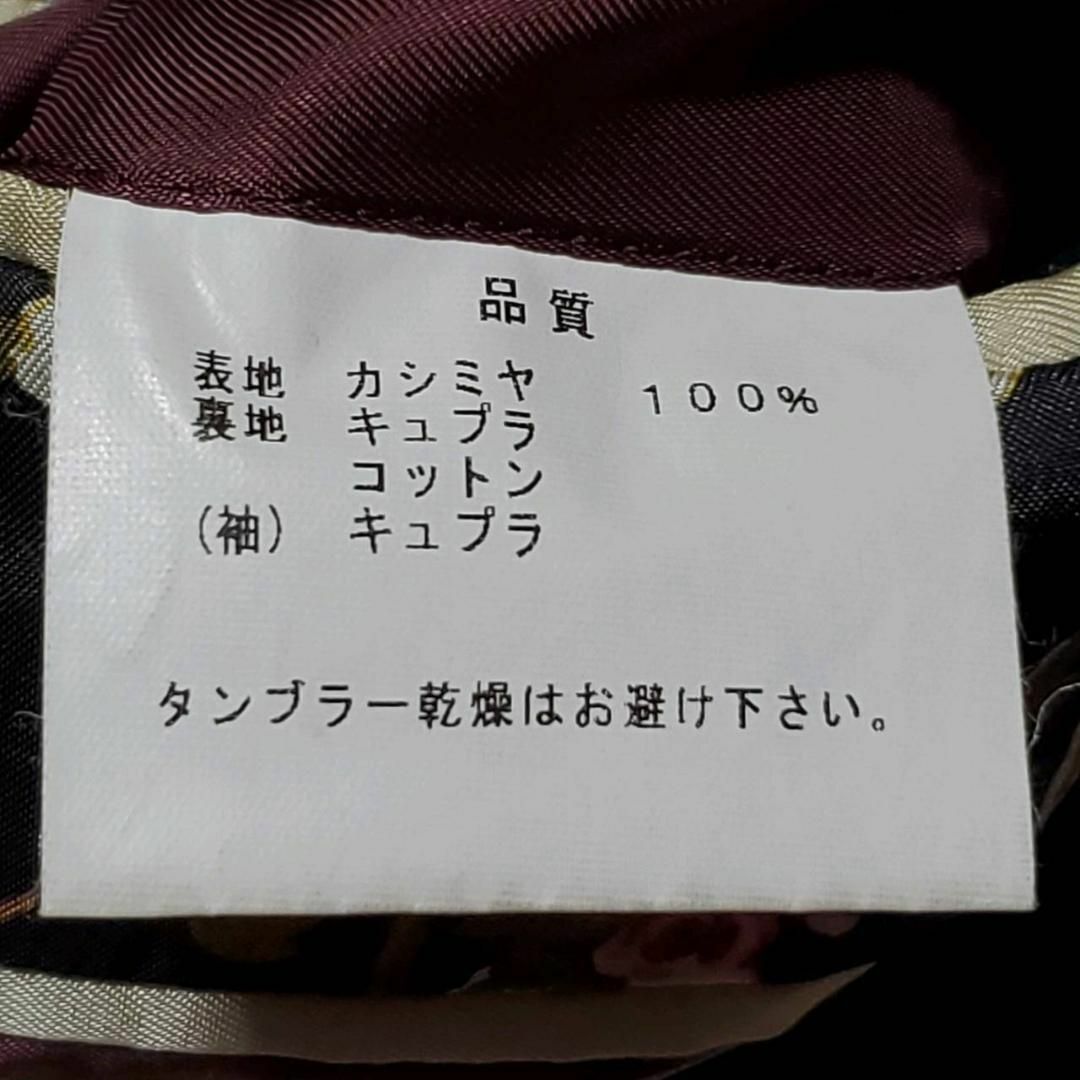 品質
表地 カシミヤ １００％
裏地 キュプラ
コットン
（袖） キュプラ
タンブラー乾燥はお避け下さい。